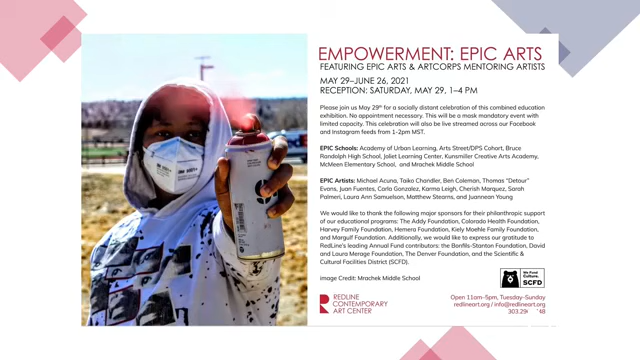 EMPOWERMENT: EPIC ARTS
FEATURING EPIC ARTS & ARTCORPS MENTORING ARTISTS
MAY 29–JUNE 26, 2021
RECEPTION: SATURDAY, MAY 29, 1–4 PM
Please join us May 29th for a socially distant celebration of this combined education
exhibition. No appointment necessary. This will be a mask mandatory event with
limited capacity. This celebration will also be live streamed across our Facebook
and Instagram feeds from 1-2pm MST.
EPIC Schools: Academy of Urban Learning, Arts Street/DPS Cohort, Bruce
Randolph High School, Joliet Learning Center, Kunsmiller Creative Arts Academy,
McMeen Elementary School, and Mrachek Middle School
EPIC Artists: Michael Acuna, Taiko Chandler, Ben Coleman, Thomas "Detour"
Evans, Juan Fuentes, Carlo Gonzalez, Karma Leigh, Cherish Marquez, Sarah
Palmeri, Laura Ann Samuelson, Matthew Stearns, and Juannean Young
We would like to thank the following major sponsors for their philanthropic support
of our educational programs: The Addy Foundation, Colorado Health Foundation,
Harvey Family Foundation, Hemera Foundation, Kiely Moehle Family Foundation,
and Margulf Foundation. Additionally, we would like to express our gratitude to
RedLine's leading Annual Fund contributors: the Bonfils-Stanton Foundation, David
and Laura Merage Foundation, The Denver Foundation, and the Scientific &
Cultural Facilities District (SCFD).
image Credit: Mrachek Middle School
We Fund
Culture.
SCFD
REDLINE
CONTEMPORARY
ART CENTER
Open 11am-5pm, Tuesday-Sunday
redlineart.org / info@redlineart.org